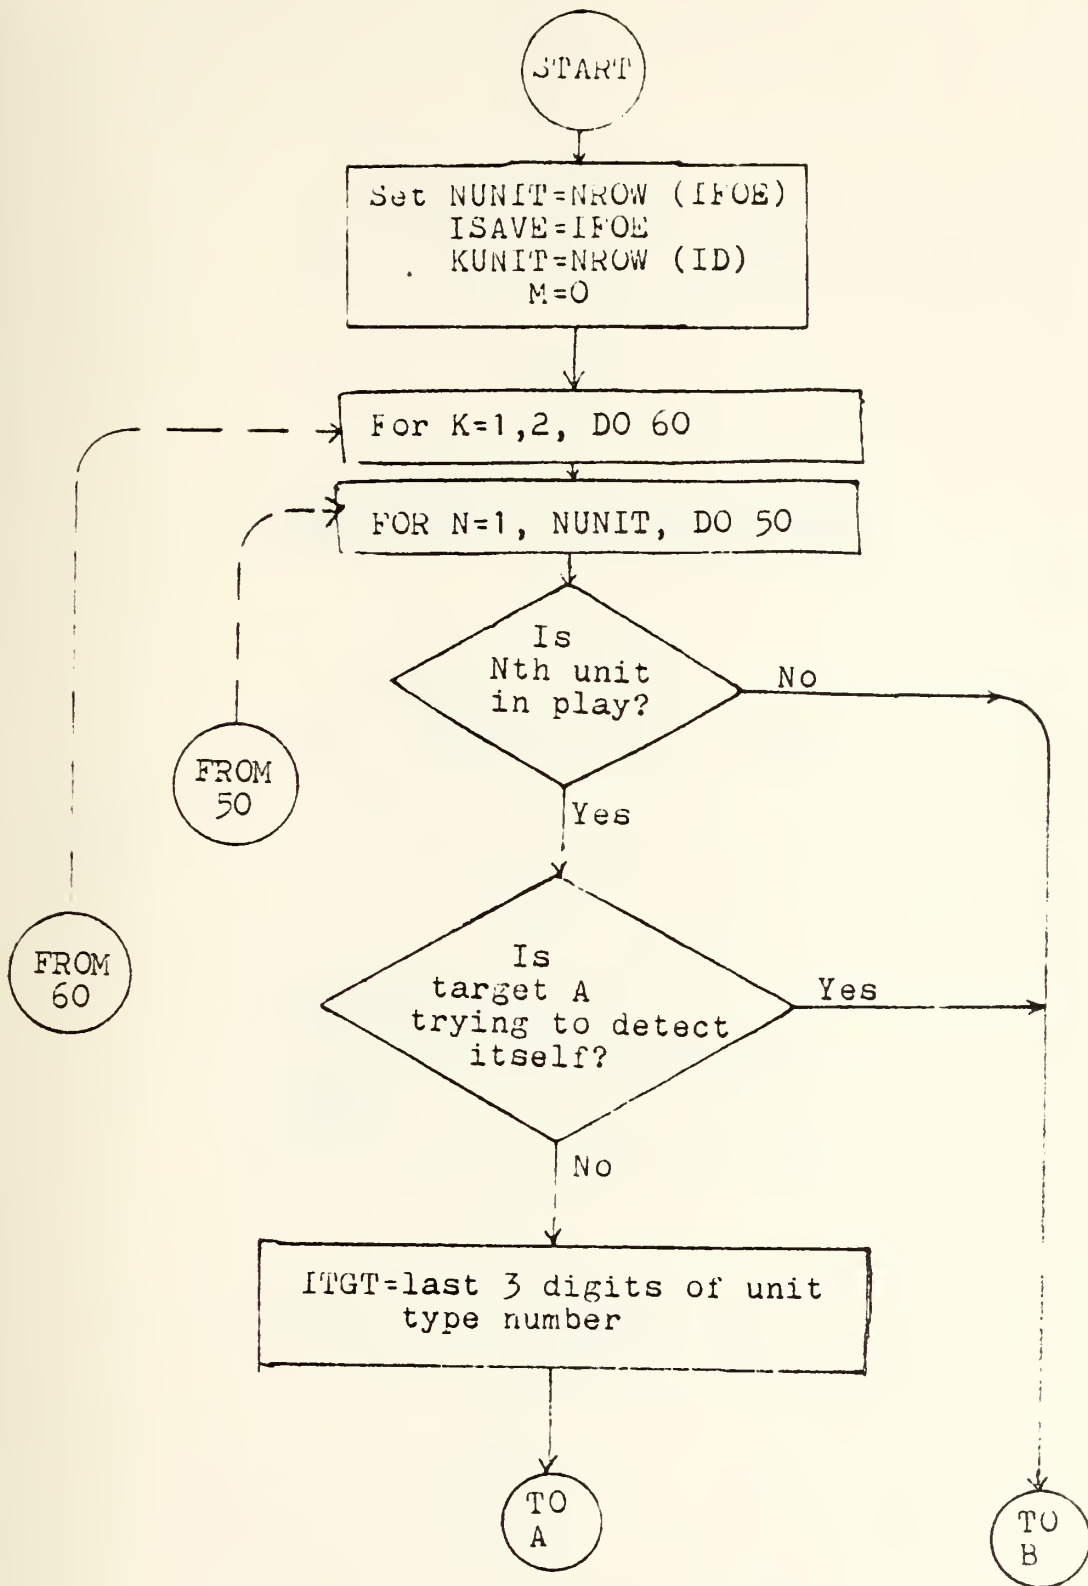 START
Set NUNIT=NROW (IFOE)
ISAVE=IFOE
KUNIT=NROW (ID)
M=0
For K=1,2, DO 60
FOR N=1, NUNIT, DO 50
Is
Nth unit
in play?
No
FROM
50
Yes
FROM
60
Is
target A
trying to detect
itself?
Yes
No
ITGT=last 3 digits of unit
type number
TO
A
TO
B